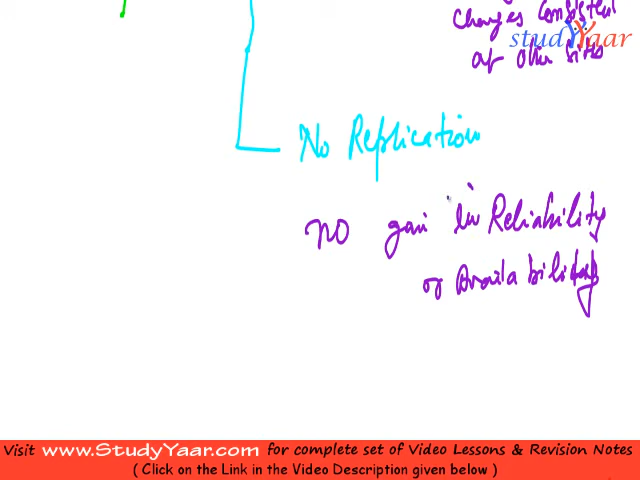 Changes Consistent
studyYaar
at other sites
No Replication
NO gain in Reliability
or Availability
Visit www.StudyYaar.com for complete set of Video Lessons & Revision Notes
( Click on the Link in the Video Description given below )